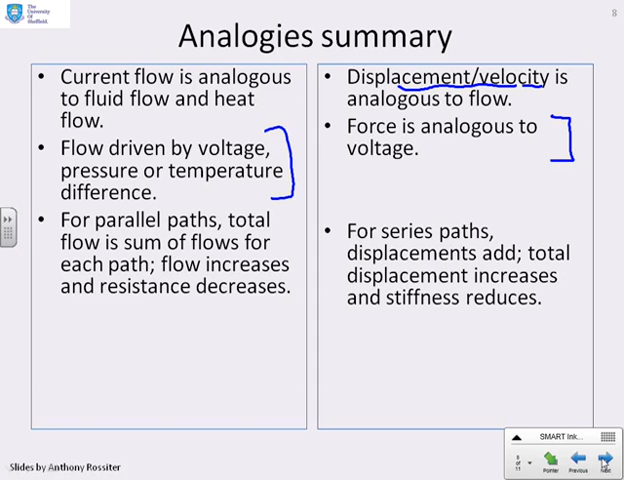 The
University
Of
Sheffield.
8
Analogies summary
• Current flow is analogous
to fluid flow and heat
flow.
• Flow driven by voltage,
pressure or temperature
difference.
• For parallel paths, total
flow is sum of flows for
each path; flow increases
and resistance decreases.
• Displacement/velocity is
analogous to flow.
• Force is analogous to
voltage.
• For series paths,
displacements add; total
displacement increases
and stiffness reduces.
Slides by Anthony Rossiter
SMART Ink...
8
of
11
Pointer
Previous
Next